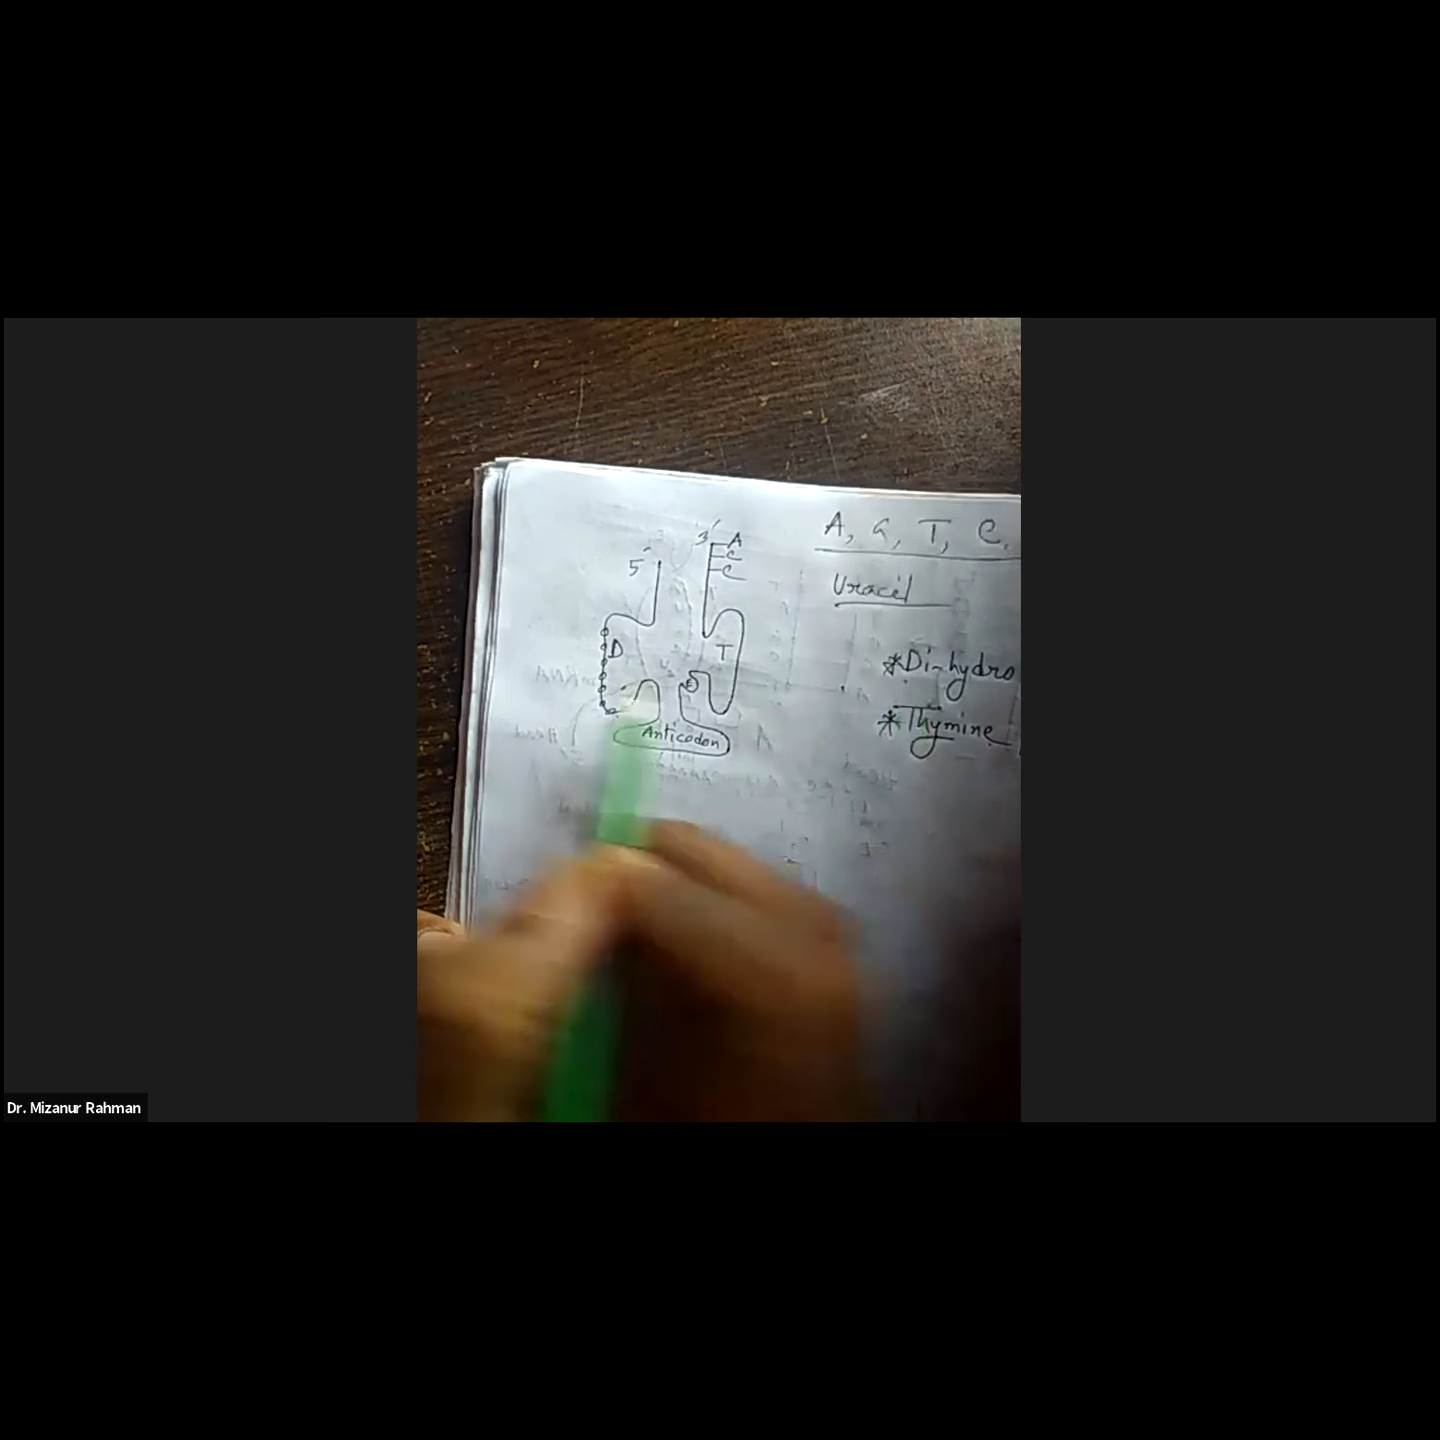 A, G, T, C,
3' A
C
5' C
Uracil
D T
*Di-hydro
E
*Thymine
Anticodon
Dr. Mizanur Rahman